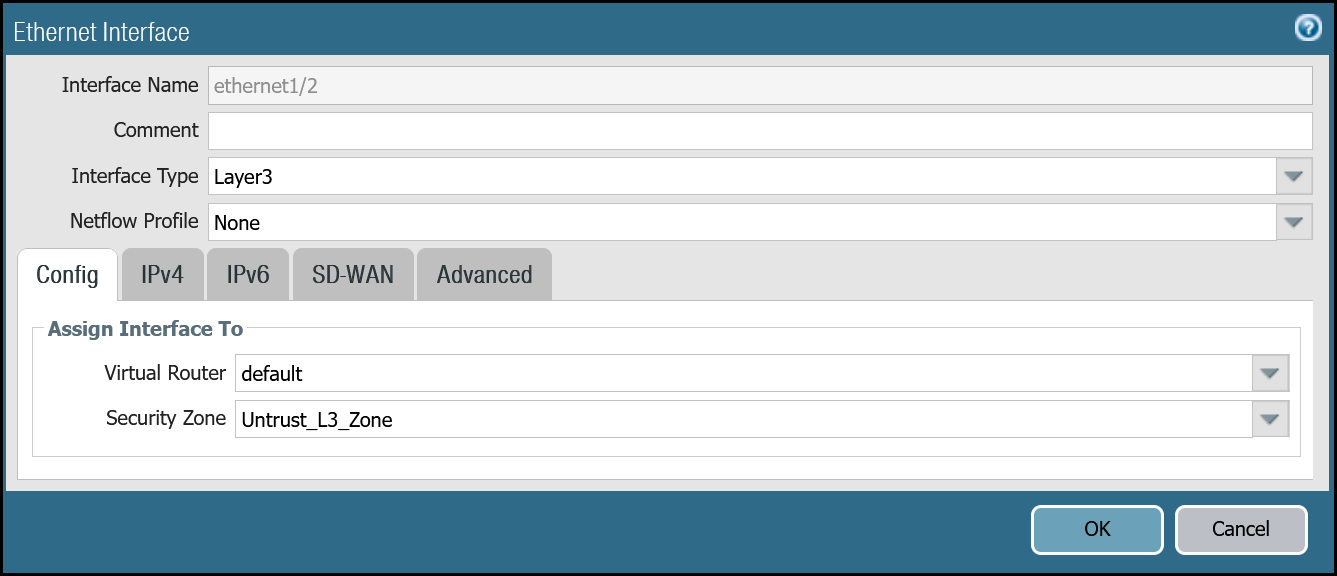 Ethernet Interface
Interface Name ethernet1/2
Comment
Interface Type Layer3
Netflow Profile None
Config IPv4 IPv6 SD-WAN Advanced
Assign Interface To
Virtual Router default
Security Zone Untrust_L3_Zone
OK Cancel